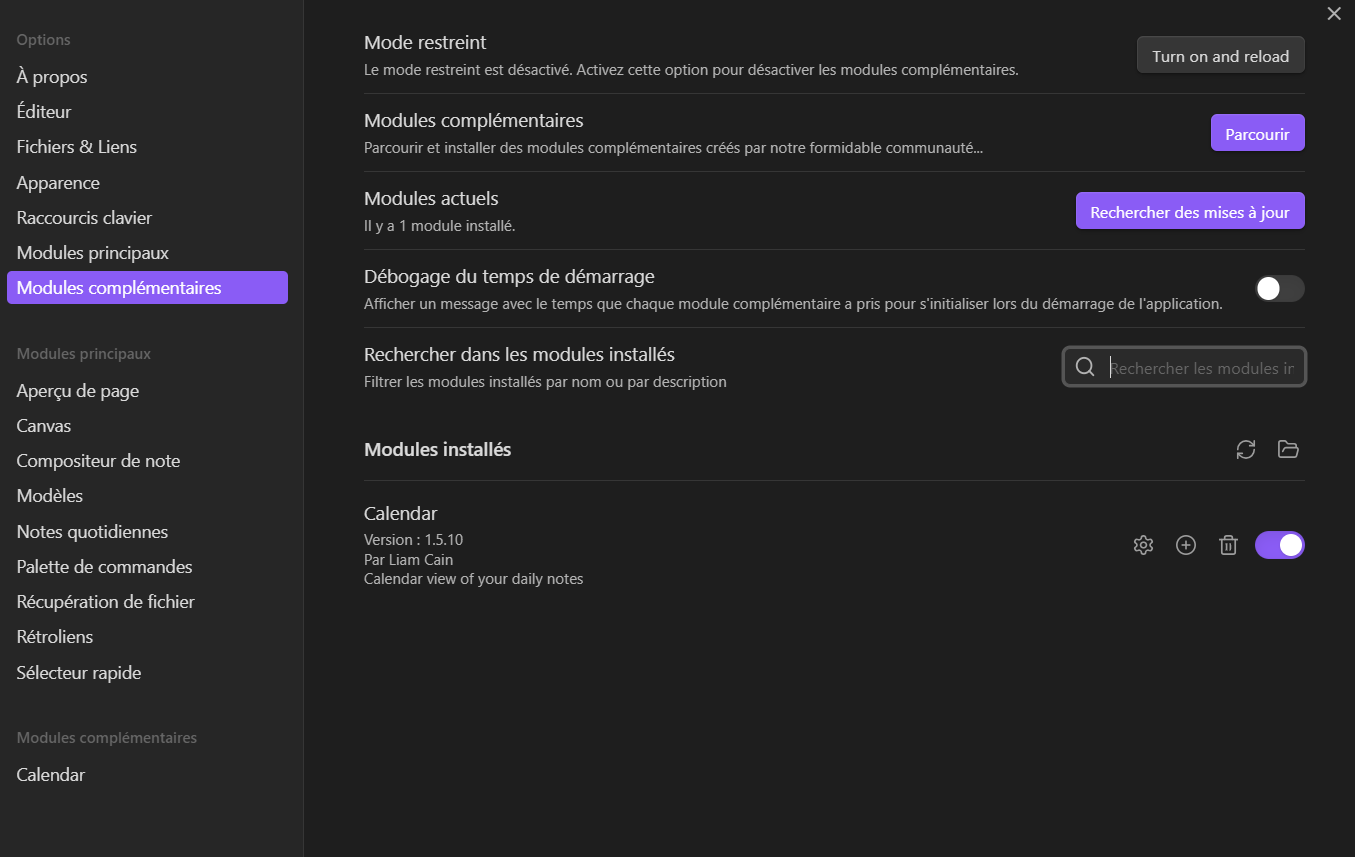 Options
À propos
Éditeur
Fichiers & Liens
Apparence
Raccourcis clavier
Modules principaux
Modules complémentaires
Modules principaux
Aperçu de page
Canvas
Compositeur de note
Modèles
Notes quotidiennes
Palette de commandes
Récupération de fichier
Rétroliens
Sélecteur rapide
Modules complémentaires
Calendar
Mode restreint
Le mode restreint est désactivé. Activez cette option pour désactiver les modules complémentaires.
Turn on and reload
Modules complémentaires
Parcourir et installer des modules complémentaires créés par notre formidable communauté...
Parcourir
Modules actuels
Il y a 1 module installé.
Rechercher des mises à jour
Débogage du temps de démarrage
Afficher un message avec le temps que chaque module complémentaire a pris pour s'initialiser lors du démarrage de l'application.
Rechercher dans les modules installés
Filtrer les modules installés par nom ou par description
Rechercher les modules in
Modules installés
Calendar
Version : 1.5.10
Par Liam Cain
Calendar view of your daily notes